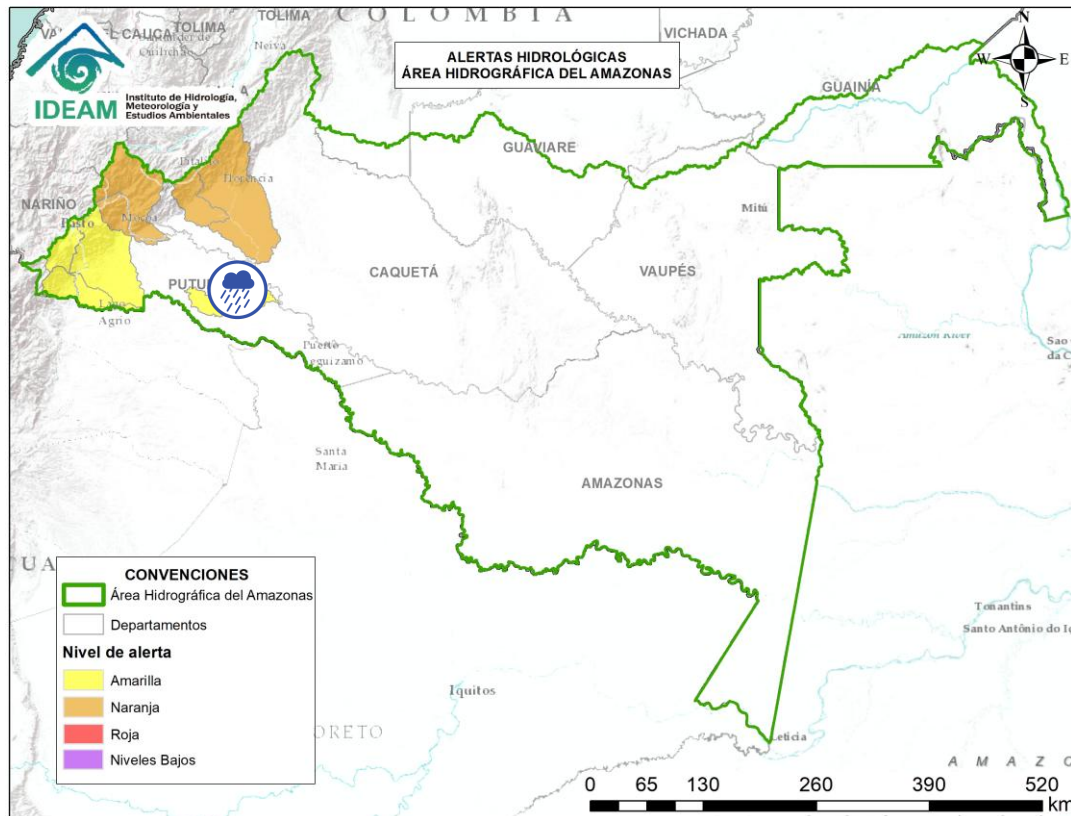 COLOMBIA
TOLIMA
TOLIMA
Neiva
VICHADA
ALERTAS HIDROLÓGICAS
ÁREA HIDROGRÁFICA DEL AMAZONAS
N
W
E
S
IDEAM
Instituto de Hidrología,
Meteorología y
Estudios Ambientales
GUAINÍA
GUAVIARE
NARIÑO
Pasto
Mocoa
Florencia
Mitú
CAQUETÁ
VAUPÉS
Lago
Agrio
Puerto
Amazon River
Santa
Maria
AMAZONAS
CONVENCIONES
Área Hidrográfica del Amazonas
Departamentos
Nivel de alerta
Amarilla
Naranja
Roja
Niveles Bajos
Tonantins
Santo Antônio do
Iquitos
Leticia
0 65 130 260 390 520
km